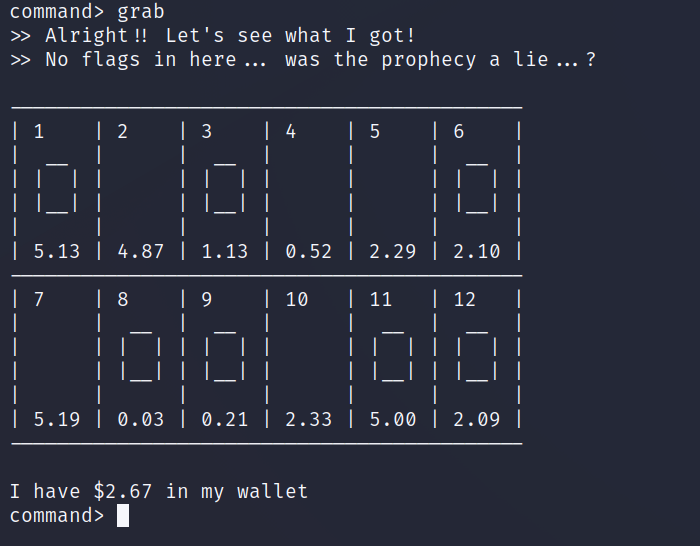 command> grab
>> Alright!! Let's see what I got!
>> No flags in here... was the prophecy a lie...?
| 1 | 2 | 3 | 4 | 5 | 6 |
| 5.13 | 4.87 | 1.13 | 0.52 | 2.29 | 2.10 |
| 7 | 8 | 9 | 10 | 11 | 12 |
| 5.19 | 0.03 | 0.21 | 2.33 | 5.00 | 2.09 |
I have $2.67 in my wallet
command>